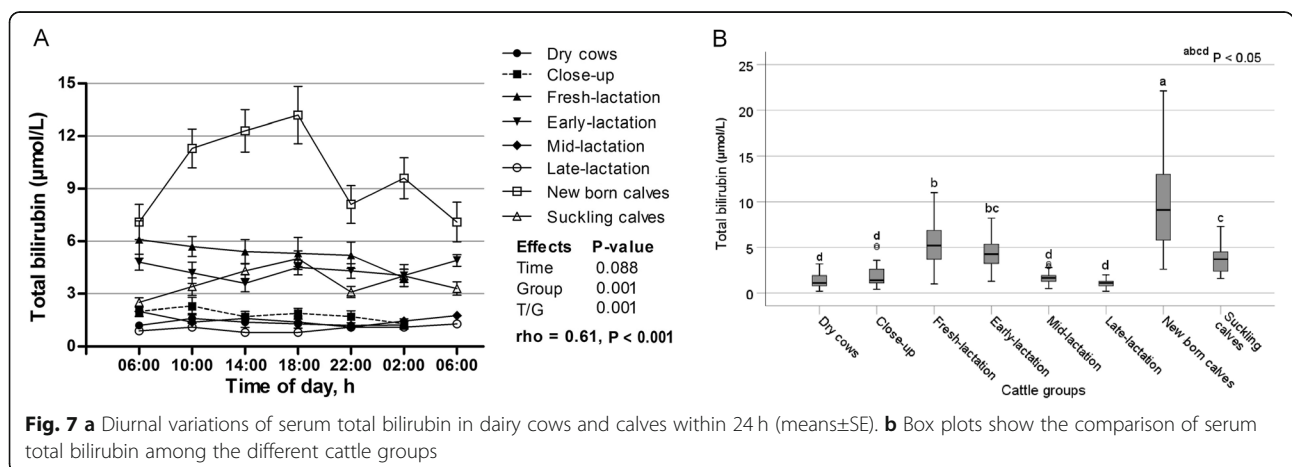 A
Total bilirubin (µmol/L)
15
12
9
6
3
0
06:00 10:00 14:00 18:00 22:00 02:00 06:00
Time of day, h
Dry cows
Close-up
Fresh-lactation
Early-lactation
Mid-lactation
Late-lactation
New born calves
Suckling calves
Effects P-value
Time 0.088
Group 0.001
T/G 0.001
rho = 0.61, P < 0.001
B
abcd P < 0.05
Total bilirubin (µmol/L)
25
20
15
10
5
0
d d b bc d d a c
Dry cows
Close-up
Fresh-lactation
Early-lactation
Mid-lactation
Late-lactation
New born calves
Suckling
calves
Cattle groups
Fig. 7 a Diurnal variations of serum total bilirubin in dairy cows and calves within 24 h (means±SE). b Box plots show the comparison of serum
total bilirubin among the different cattle groups